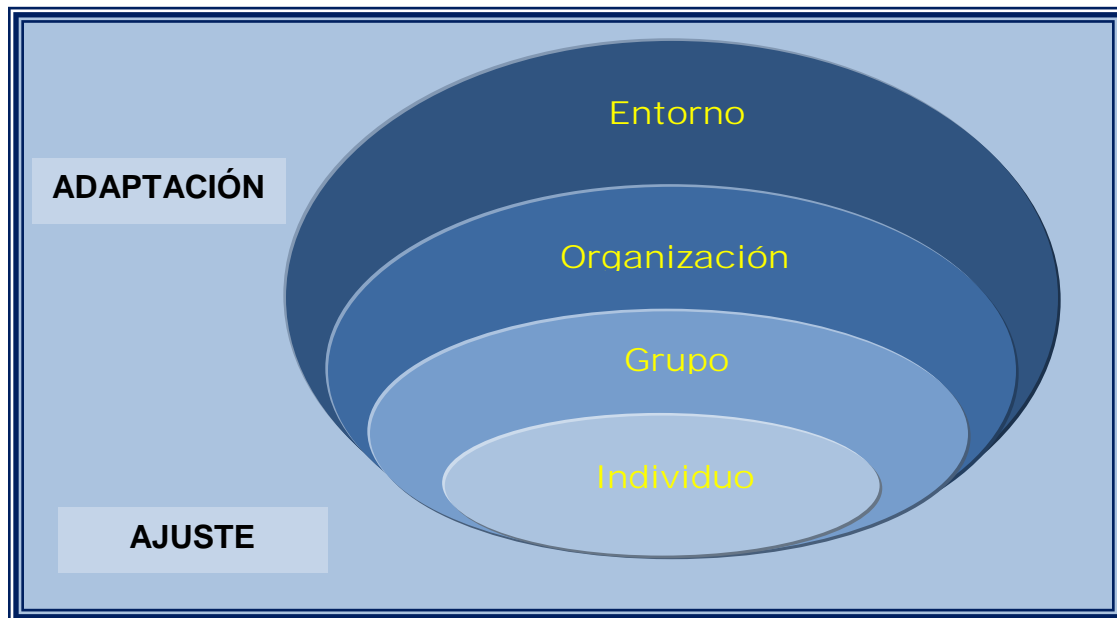 Entorno
ADAPTACIÓN
Organización
Grupo
Individuo
AJUSTE